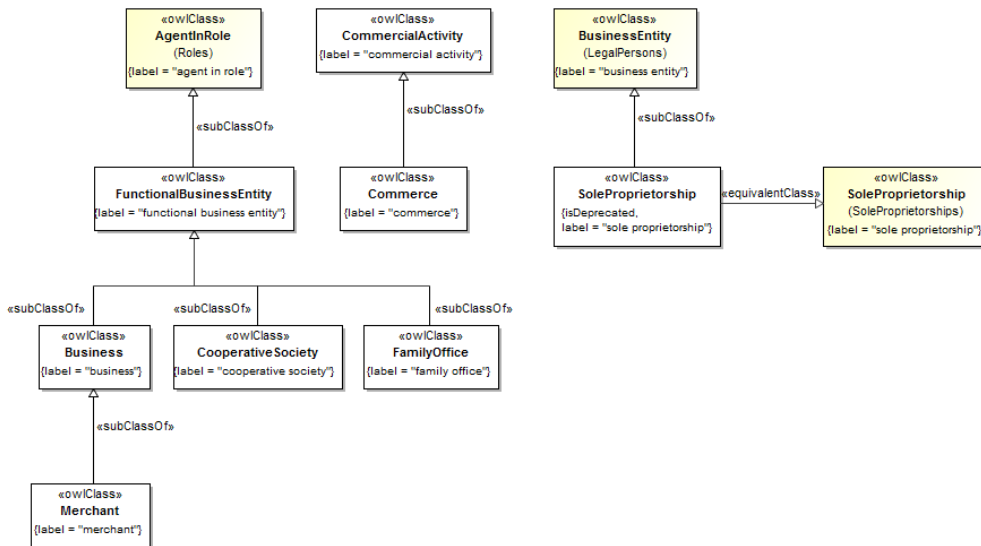 «owlClass»
AgentInRole
(Roles)
{label = "agent in role"}
«owlClass»
CommercialActivity
{label = "commercial activity"}
«owlClass»
BusinessEntity
(LegalPersons)
{label = "business entity"}
«subClassOf»
«subClassOf»
«subClassOf»
«owlClass»
FunctionalBusinessEntity
{label = "functional business entity"}
«owlClass»
Commerce
{label = "commerce"}
«owlClass»
SoleProprietorship
{isDeprecated,
label = "sole proprietorship"}
«equivalentClass»
«owlClass»
SoleProprietorship
(SoleProprietorships)
{label = "sole proprietorship"}
«subClassOf»
«subClassOf»
«subClassOf»
«owlClass»
Business
{label = "business"}
«owlClass»
CooperativeSociety
{label = "cooperative society"}
«owlClass»
FamilyOffice
{label = "family office"}
«subClassOf»
«owlClass»
Merchant
{label = "merchant"}